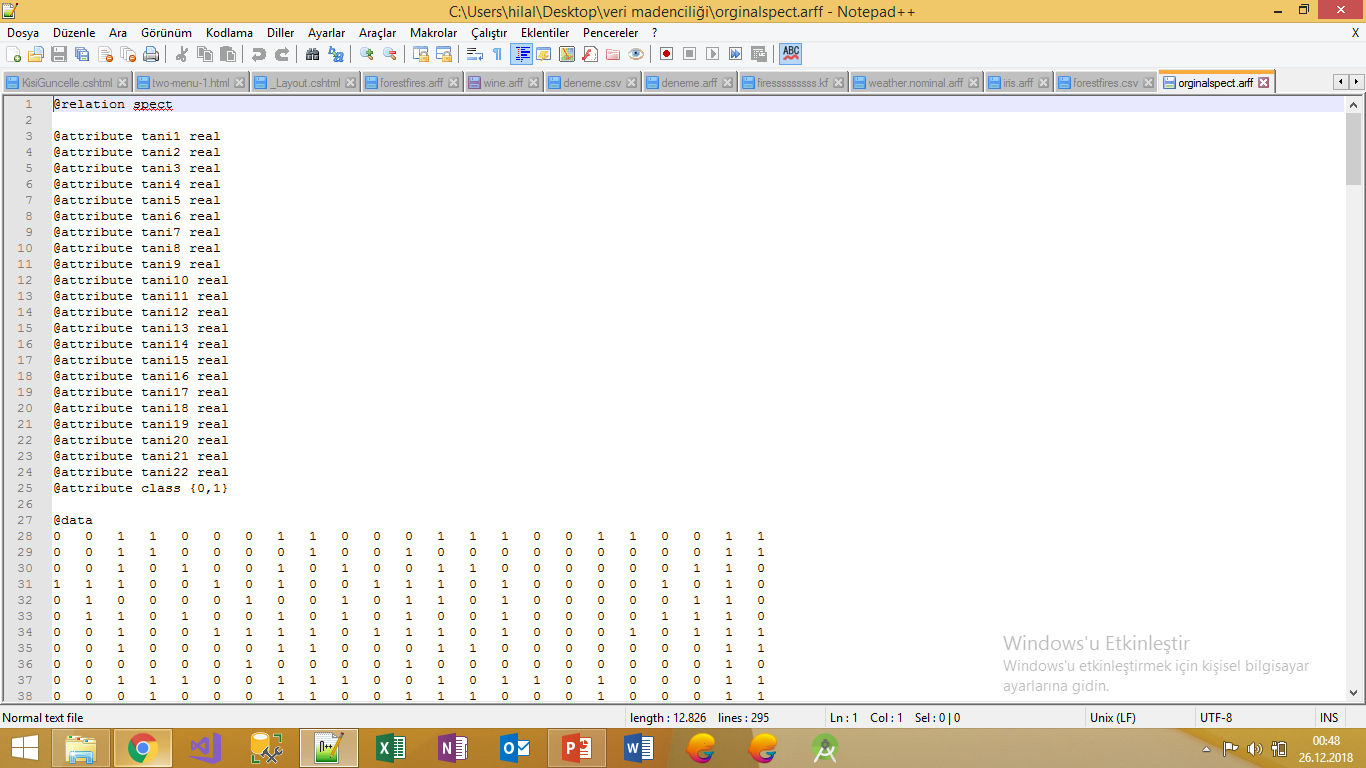 C:\Users\hilal\Desktop\veri madenciliği\orginalspect.arff - Notepad++
Dosya Düzenle Ara Görünüm Kodlama Diller Ayarlar Araçlar Makrolar Çalıştır Eklentiler Pencereler ?
ABC
KisiGuncelle.cshtml two-menu-1.html _Layout.cshtml forestfires.arff wine.arff deneme.csv deneme.arff firesssssssss.kf weather.nominal.arff iris.arff forestfires.csv orginalspect.arff
1 @relation spect
2
3 @attribute tani1 real
4 @attribute tani2 real
5 @attribute tani3 real
6 @attribute tani4 real
7 @attribute tani5 real
8 @attribute tani6 real
9 @attribute tani7 real
10 @attribute tani8 real
11 @attribute tani9 real
12 @attribute tani10 real
13 @attribute tani11 real
14 @attribute tani12 real
15 @attribute tani13 real
16 @attribute tani14 real
17 @attribute tani15 real
18 @attribute tani16 real
19 @attribute tani17 real
20 @attribute tani18 real
21 @attribute tani19 real
22 @attribute tani20 real
23 @attribute tani21 real
24 @attribute tani22 real
25 @attribute class {0,1}
26
27 @data
28 0 0 1 1 0 0 0 1 1 0 0 0 1 1 1 0 0 1 1 0 0 1 1
29 0 0 1 1 0 0 0 0 1 0 0 1 0 0 0 0 0 0 0 0 0 1 1
30 0 0 1 0 1 0 0 1 0 1 0 0 1 1 0 0 0 0 0 0 1 1 0
31 1 1 1 0 0 1 0 1 0 0 1 1 1 0 1 0 0 0 0 1 0 1 0
32 0 1 0 0 0 0 1 0 0 1 0 1 1 0 1 0 0 0 0 0 1 1 0
33 0 1 1 0 1 0 0 1 0 1 0 1 0 0 1 0 0 0 0 1 1 1 0
34 0 0 1 0 0 1 1 1 1 0 1 1 1 0 1 0 0 0 1 0 1 1 1
35 0 0 1 0 0 0 0 1 1 0 0 0 1 1 0 0 0 0 0 0 0 1 1
36 0 0 0 0 0 0 1 0 0 0 0 1 0 0 0 0 0 0 0 0 0 1 0
37 0 0 1 1 1 0 0 1 1 1 0 0 1 0 1 1 0 1 0 0 0 1 1
38 0 0 0 1 0 0 0 1 1 0 0 1 1 1 0 0 0 1 0 0 0 1 1
Windows'u Etkinleştir
Windows'u etkinleştirmek için kişisel bilgisayar
ayarlarına gidin.
Normal text file length : 12.826 lines : 295 Ln : 1 Col : 1 Sel : 0 | 0 Unix (LF) UTF-8 INS
00:48
26.12.2018